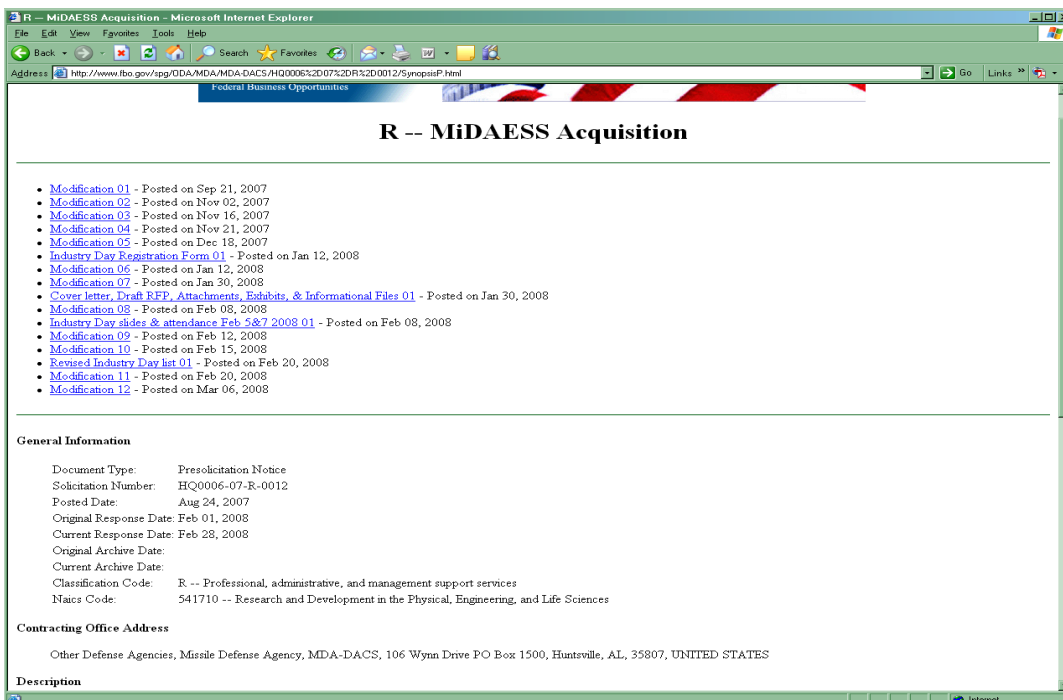 R -- MiDAESS Acquisition - Microsoft Internet Explorer
File Edit View Favorites Tools Help
Back Search Favorites
Address http://www.fbo.gov/spg/ODA/MDA/MDA-DACS/HQ0006%2D07%2DR%2D0012/SynopsisP.html Go Links »
Federal Business Opportunities
R -- MiDAESS Acquisition
• Modification 01 - Posted on Sep 21, 2007
• Modification 02 - Posted on Nov 02, 2007
• Modification 03 - Posted on Nov 16, 2007
• Modification 04 - Posted on Nov 21, 2007
• Modification 05 - Posted on Dec 18, 2007
• Industry Day Registration Form 01 - Posted on Jan 12, 2008
• Modification 06 - Posted on Jan 12, 2008
• Modification 07 - Posted on Jan 30, 2008
• Cover letter, Draft RFP, Attachments, Exhibits, & Informational Files 01 - Posted on Jan 30, 2008
• Modification 08 - Posted on Feb 08, 2008
• Industry Day slides & attendance Feb 5&7 2008 01 - Posted on Feb 08, 2008
• Modification 09 - Posted on Feb 12, 2008
• Modification 10 - Posted on Feb 15, 2008
• Revised Industry Day list 01 - Posted on Feb 20, 2008
• Modification 11 - Posted on Feb 20, 2008
• Modification 12 - Posted on Mar 06, 2008
General Information
Document Type: Presolicitation Notice
Solicitation Number: HQ0006-07-R-0012
Posted Date: Aug 24, 2007
Original Response Date: Feb 01, 2008
Current Response Date: Feb 28, 2008
Original Archive Date:
Current Archive Date:
Classification Code: R -- Professional, administrative, and management support services
Naics Code: 541710 -- Research and Development in the Physical, Engineering, and Life Sciences
Contracting Office Address
Other Defense Agencies, Missile Defense Agency, MDA-DACS, 106 Wynn Drive PO Box 1500, Huntsville, AL, 35807, UNITED STATES
Description
Internet